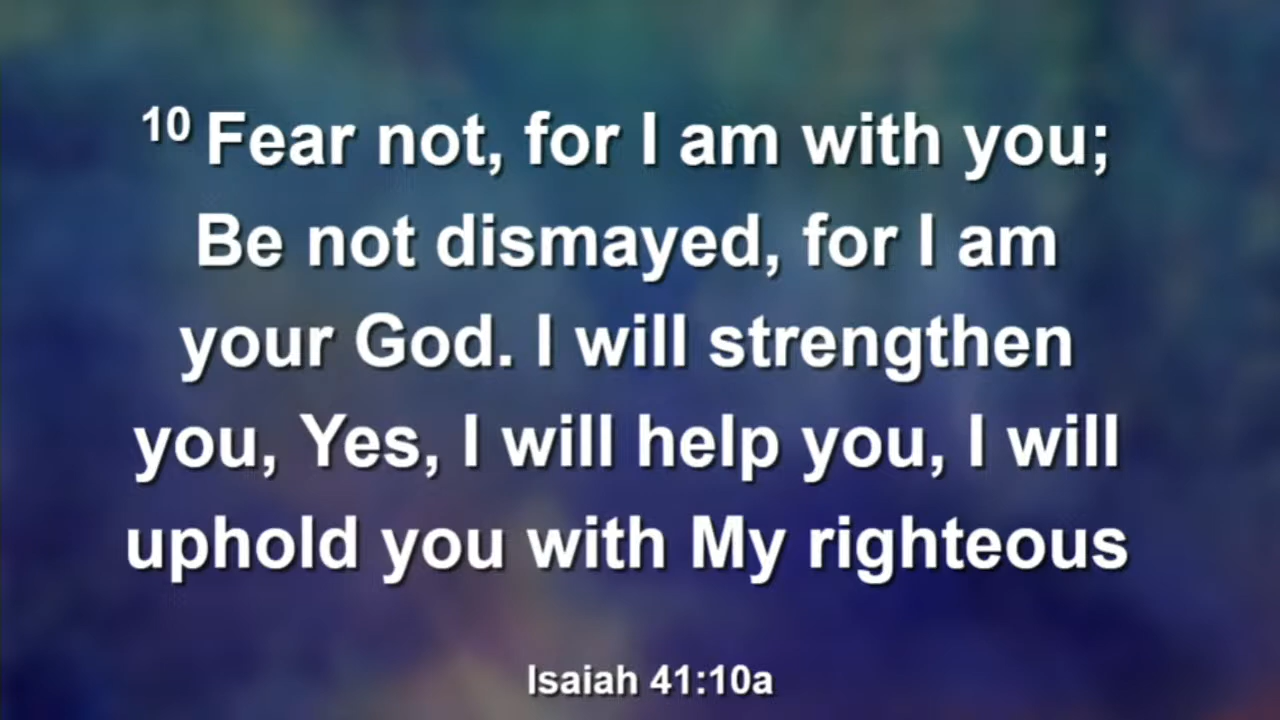 10 Fear not, for I am with you;
Be not dismayed, for I am
your God. I will strengthen
you, Yes, I will help you, I will
uphold you with My righteous
Isaiah 41:10a